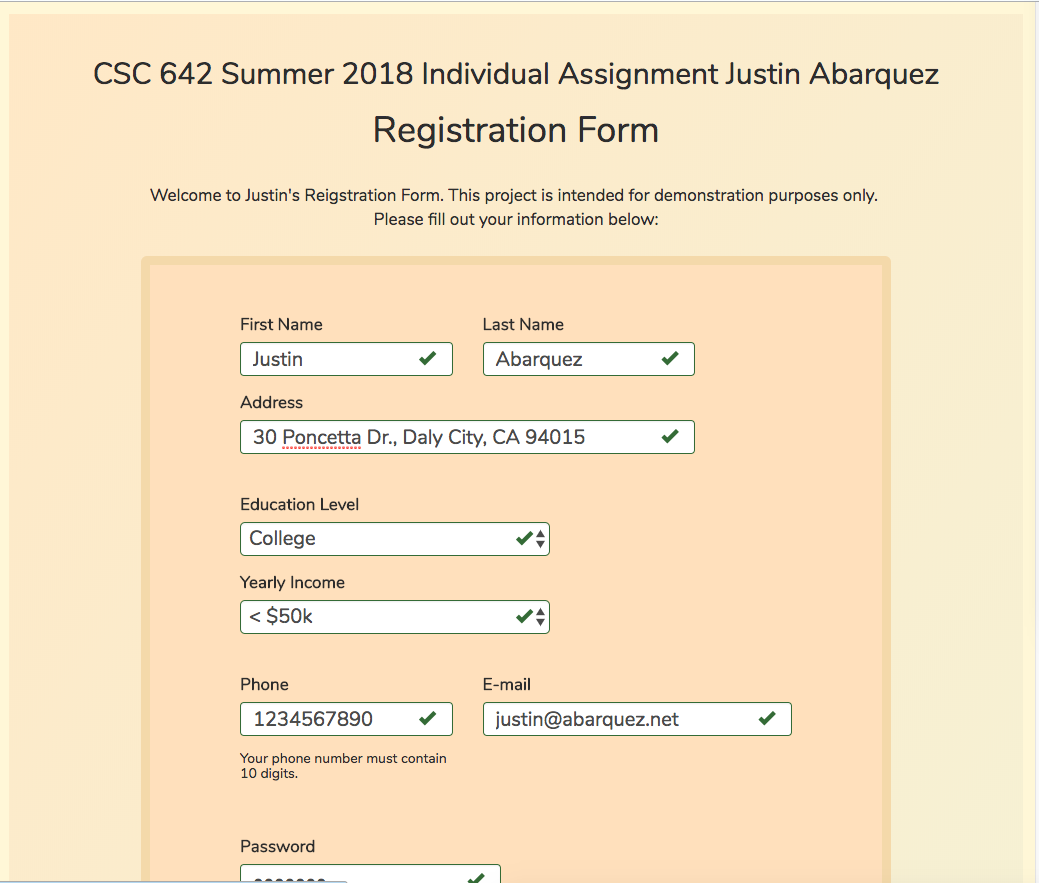 CSC 642 Summer 2018 Individual Assignment Justin Abarquez
Registration Form
Welcome to Justin's Reigstration Form. This project is intended for demonstration purposes only.
Please fill out your information below:
First Name Last Name
Justin Abarquez
Address
30 Poncetta Dr., Daly City, CA 94015
Education Level
College
Yearly Income
< $50k
Phone E-mail
1234567890 justin@abarquez.net
Your phone number must contain
10 digits.
Password